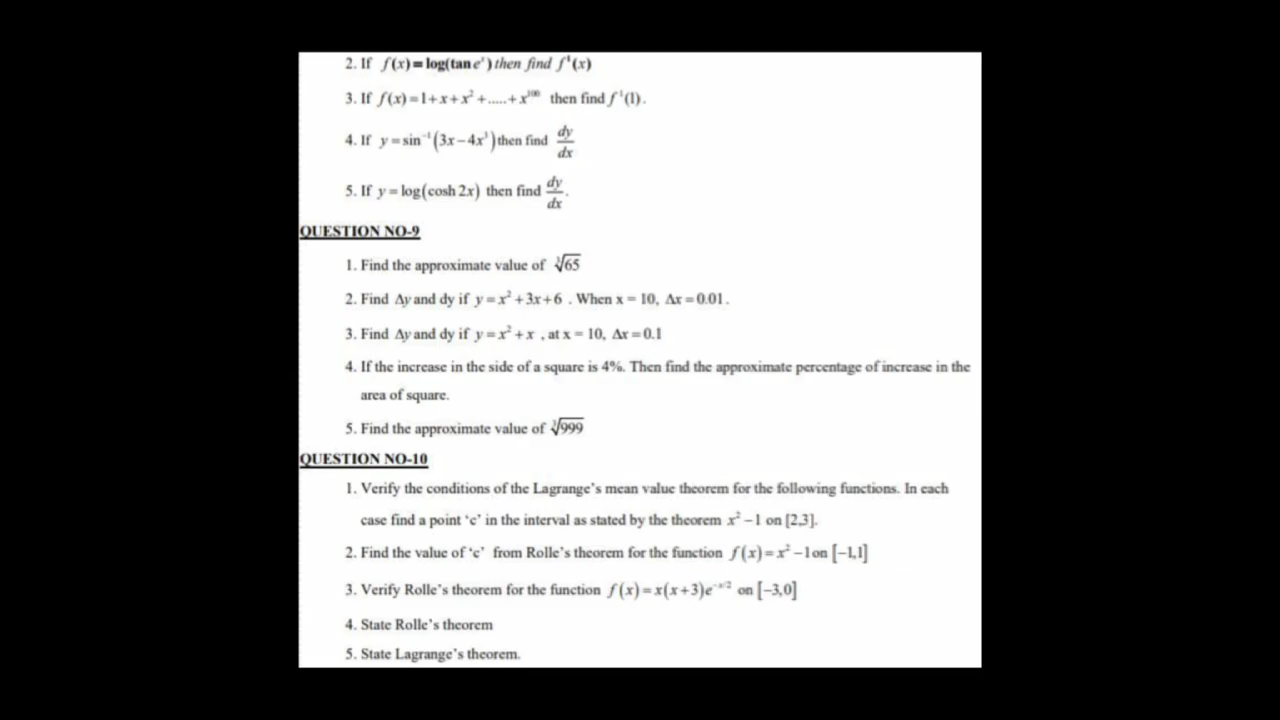 2. If f(x)=log(tan eˣ) then find f¹(x)
3. If f(x)=1+x+x²+.....+x¹⁰⁰ then find f¹(1).
4. If y=sin⁻¹(3x−4x³) then find dy/dx
5. If y=log(cosh 2x) then find dy/dx.
QUESTION NO-9
1. Find the approximate value of ∛65
2. Find Δy and dy if y=x²+3x+6 . When x = 10, Δx=0.01.
3. Find Δy and dy if y=x²+x , at x = 10, Δx=0.1
4. If the increase in the side of a square is 4%. Then find the approximate percentage of increase in the
area of square.
5. Find the approximate value of ∛999
QUESTION NO-10
1. Verify the conditions of the Lagrange's mean value theorem for the following functions. In each
case find a point 'c' in the interval as stated by the theorem x²−1 on [2,3].
2. Find the value of 'c' from Rolle's theorem for the function f(x)=x²−1on [−1,1]
3. Verify Rolle's theorem for the function f(x)=x(x+3)e⁻ˣ/² on [−3,0]
4. State Rolle's theorem
5. State Lagrange's theorem.